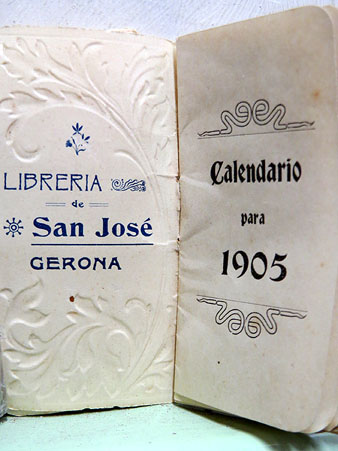 LIBRERIA
de
San José
GERONA
Calendario
para
1905